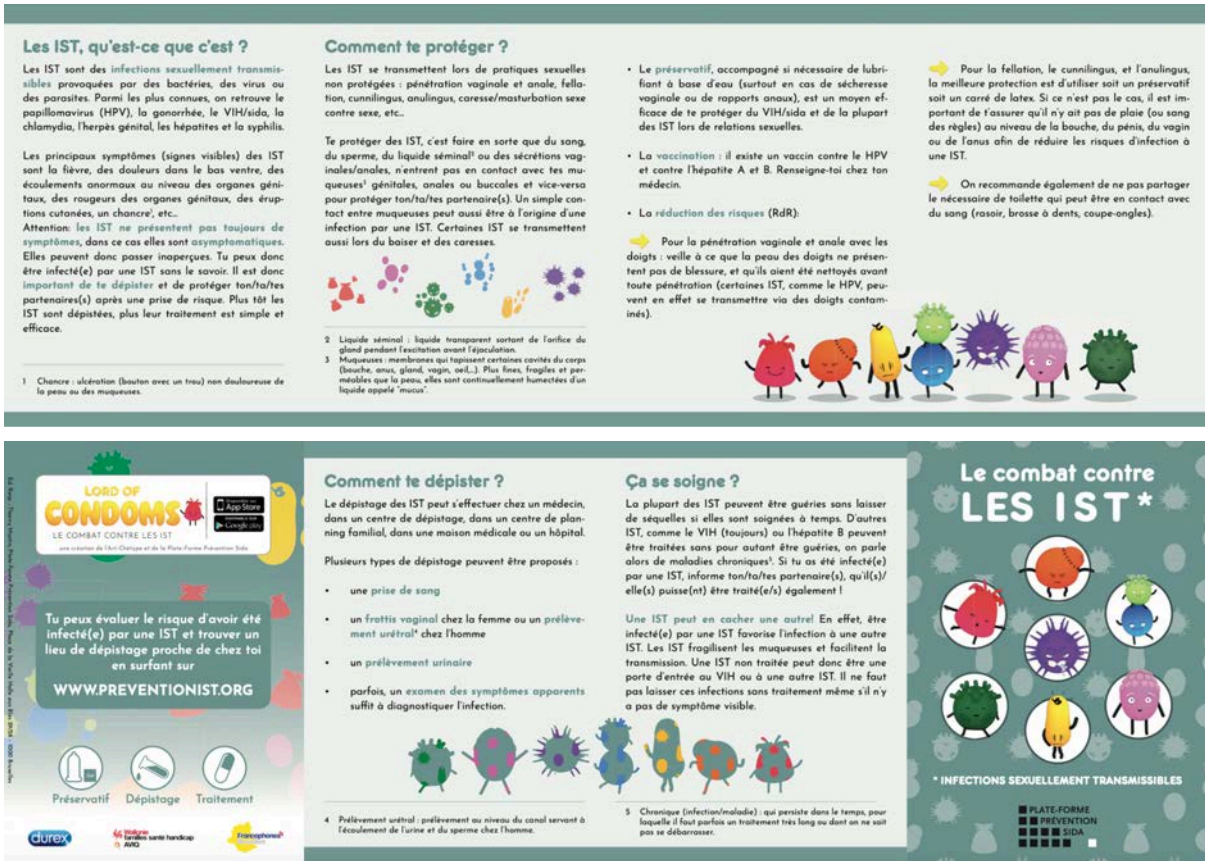 Les IST, qu'est-ce que c'est ?
Les IST sont des infections sexuellement transmis-
sibles provoquées par des bactéries, des virus ou
des parasites. Parmi les plus connues, on retrouve le
papillomavirus (HPV), la gonorrhée, le VIH/sida, la
chlamydia, l'herpès génital, les hépatites et la syphilis.
Les principaux symptômes (signes visibles) des IST
sont la fièvre, des douleurs dans le bas ventre, des
écoulements anormaux au niveau des organes géni-
taux, des rougeurs des organes génitaux, des érup-
tions cutanées, un chancre¹, etc...
Attention: les IST ne présentent pas toujours de
symptômes, dans ce cas elles sont asymptomatiques.
Elles peuvent donc passer inaperçues. Tu peux donc
être infecté(e) par une IST sans le savoir. Il est donc
important de te dépister et de protéger ton/ta/tes
partenaires(s) après une prise de risque. Plus tôt les
IST sont dépistées, plus leur traitement est simple et
efficace.
1 Chancre : ulcération (bouton avec un trou) non douloureuse de
la peau ou des muqueuses.
Comment te protéger ?
Les IST se transmettent lors de pratiques sexuelles
non protégées : pénétration vaginale et anale, fella-
tion, cunnilingus, anulingus, caresse/masturbation sexe
contre sexe, etc...
Te protéger des IST, c'est faire en sorte que du sang,
du sperme, du liquide séminal² ou des sécrétions vag-
inales/anales, n'entrent pas en contact avec tes mu-
queuses³ génitales, anales ou buccales et vice-versa
pour protéger ton/ta/tes partenaire(s). Un simple con-
tact entre muqueuses peut aussi être à l'origine d'une
infection par une IST. Certaines IST se transmettent
aussi lors du baiser et des caresses.
2 Liquide séminal : liquide transparent sortant de l'orifice du
gland pendant l'excitation avant l'éjaculation.
3 Muqueuses : membranes qui tapissent certaines cavités du corps
(bouche, anus, gland, vagin, oeil,..). Plus fines, fragiles et per-
méables que la peau, elles sont continuellement humectées d'un
liquide appelé "mucus".
• Le préservatif, accompagné si nécessaire de lubri-
fiant à base d'eau (surtout en cas de sécheresse
vaginale ou de rapports anaux), est un moyen ef-
ficace de te protéger du VIH/sida et de la plupart
des IST lors de relations sexuelles.
• La vaccination : il existe un vaccin contre le HPV
et contre l'hépatite A et B. Renseigne-toi chez ton
médecin.
• La réduction des risques (RdR):
Pour la pénétration vaginale et anale avec les
doigts : veille à ce que la peau des doigts ne présen-
tent pas de blessure, et qu'ils aient été nettoyés avant
toute pénétration (certaines IST, comme le HPV, peu-
vent en effet se transmettre via des doigts contam-
inés).
Pour la fellation, le cunnilingus, et l'anulingus,
la meilleure protection est d'utiliser soit un préservatif
soit un carré de latex. Si ce n'est pas le cas, il est im-
portant de t'assurer qu'il n'y ait pas de plaie (ou sang
des règles) au niveau de la bouche, du pénis, du vagin
ou de l'anus afin de réduire les risques d'infection à
une IST.
On recommande également de ne pas partager
le nécessaire de toilette qui peut être en contact avec
du sang (rasoir, brosse à dents, coupe-ongles).
LORD OF
CONDOMS
LE COMBAT CONTRE LES IST
App Store
Google play
Tu peux évaluer le risque d'avoir été
infecté(e) par une IST et trouver un
lieu de dépistage proche de chez toi
en surfant sur
WWW.PREVENTIONIST.ORG
Préservatif Dépistage Traitement
durex
Wallonie
familles santé handicap
AVIQ
Francophones
Comment te dépister ?
Le dépistage des IST peut s'effectuer chez un médecin,
dans un centre de dépistage, dans un centre de plan-
ning familial, dans une maison médicale ou un hôpital.
Plusieurs types de dépistage peuvent être proposés :
• une prise de sang
• un frottis vaginal chez la femme ou un prélève-
ment urétral⁴ chez l'homme
• un prélèvement urinaire
• parfois, un examen des symptômes apparents
suffit à diagnostiquer l'infection.
4 Prélèvement urétral : prélèvement au niveau du canal servant à
l'écoulement de l'urine et du sperme chez l'homme.
Ça se soigne ?
La plupart des IST peuvent être guéries sans laisser
de séquelles si elles sont soignées à temps. D'autres
IST, comme le VIH (toujours) ou l'hépatite B peuvent
être traitées sans pour autant être guéries, on parle
alors de maladies chroniques⁵. Si tu as été infecté(e)
par une IST, informe ton/ta/tes partenaire(s), qu'il(s)/
elle(s) puisse(nt) être traité(e/s) également !
Une IST peut en cacher une autre! En effet, être
infecté(e) par une IST favorise l'infection à une autre
IST. Les IST fragilisent les muqueuses et facilitent la
transmission. Une IST non traitée peut donc être une
porte d'entrée au VIH ou à une autre IST. Il ne faut
pas laisser ces infections sans traitement même s'il n'y
a pas de symptôme visible.
5 Chronique (infection/maladie) : qui persiste dans le temps, pour
laquelle il faut parfois un traitement très long ou dont on ne sait
pas se débarrasser.
Le combat contre
LES IST*
* INFECTIONS SEXUELLEMENT TRANSMISSIBLES
PLATE-FORME
PRÉVENTION
SIDA